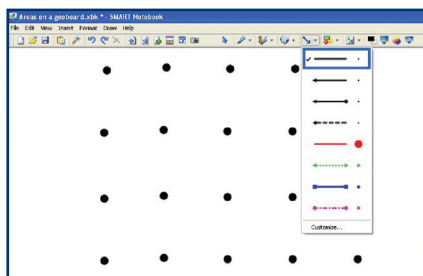 Areas on a geoboard.xbk * - SMART Notebook
File Edit View Insert Format Draw Help
Customize...